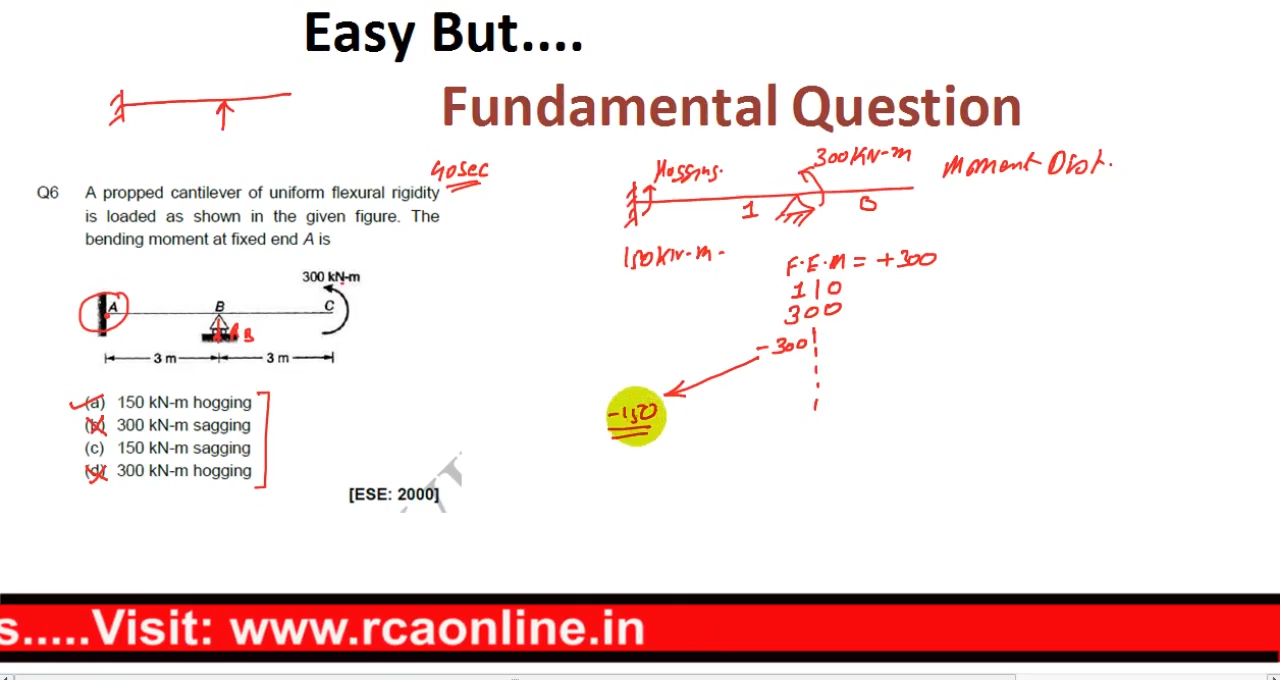 Easy But....
Fundamental Question
40sec
Q6 A propped cantilever of uniform flexural rigidity
is loaded as shown in the given figure. The
bending moment at fixed end A is
300 kN-m
A B C
B
3 m 3 m
(a) 150 kN-m hogging
(b) 300 kN-m sagging
(c) 150 kN-m sagging
(d) 300 kN-m hogging
[ESE: 2000]
Hogging.
300 KN-m
Moment Dist.
1 0
150 KN-m.
F.E.M = +300
1 | 0
300
-300
-150
s.....Visit: www.rcaonline.in